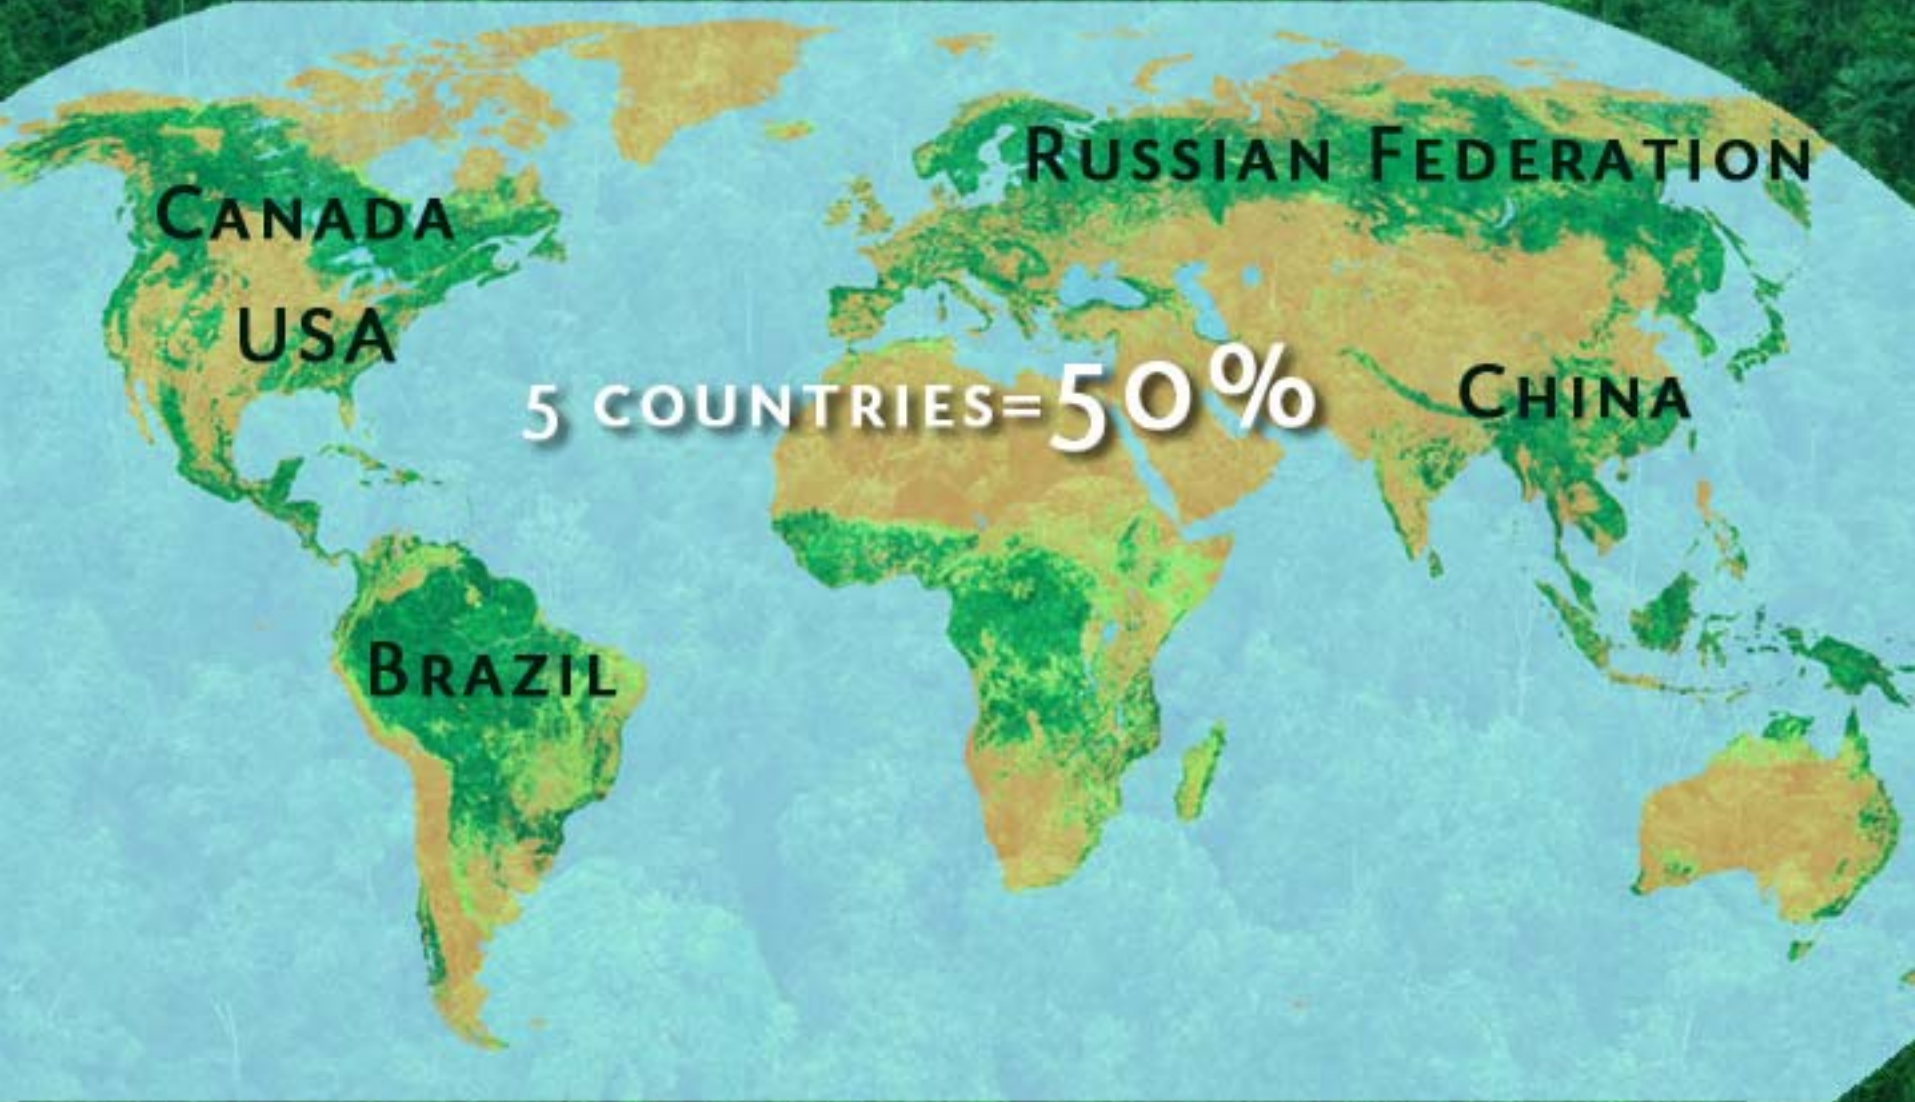 Russian Federation
Canada
USA
5 countries=50%
China
Brazil